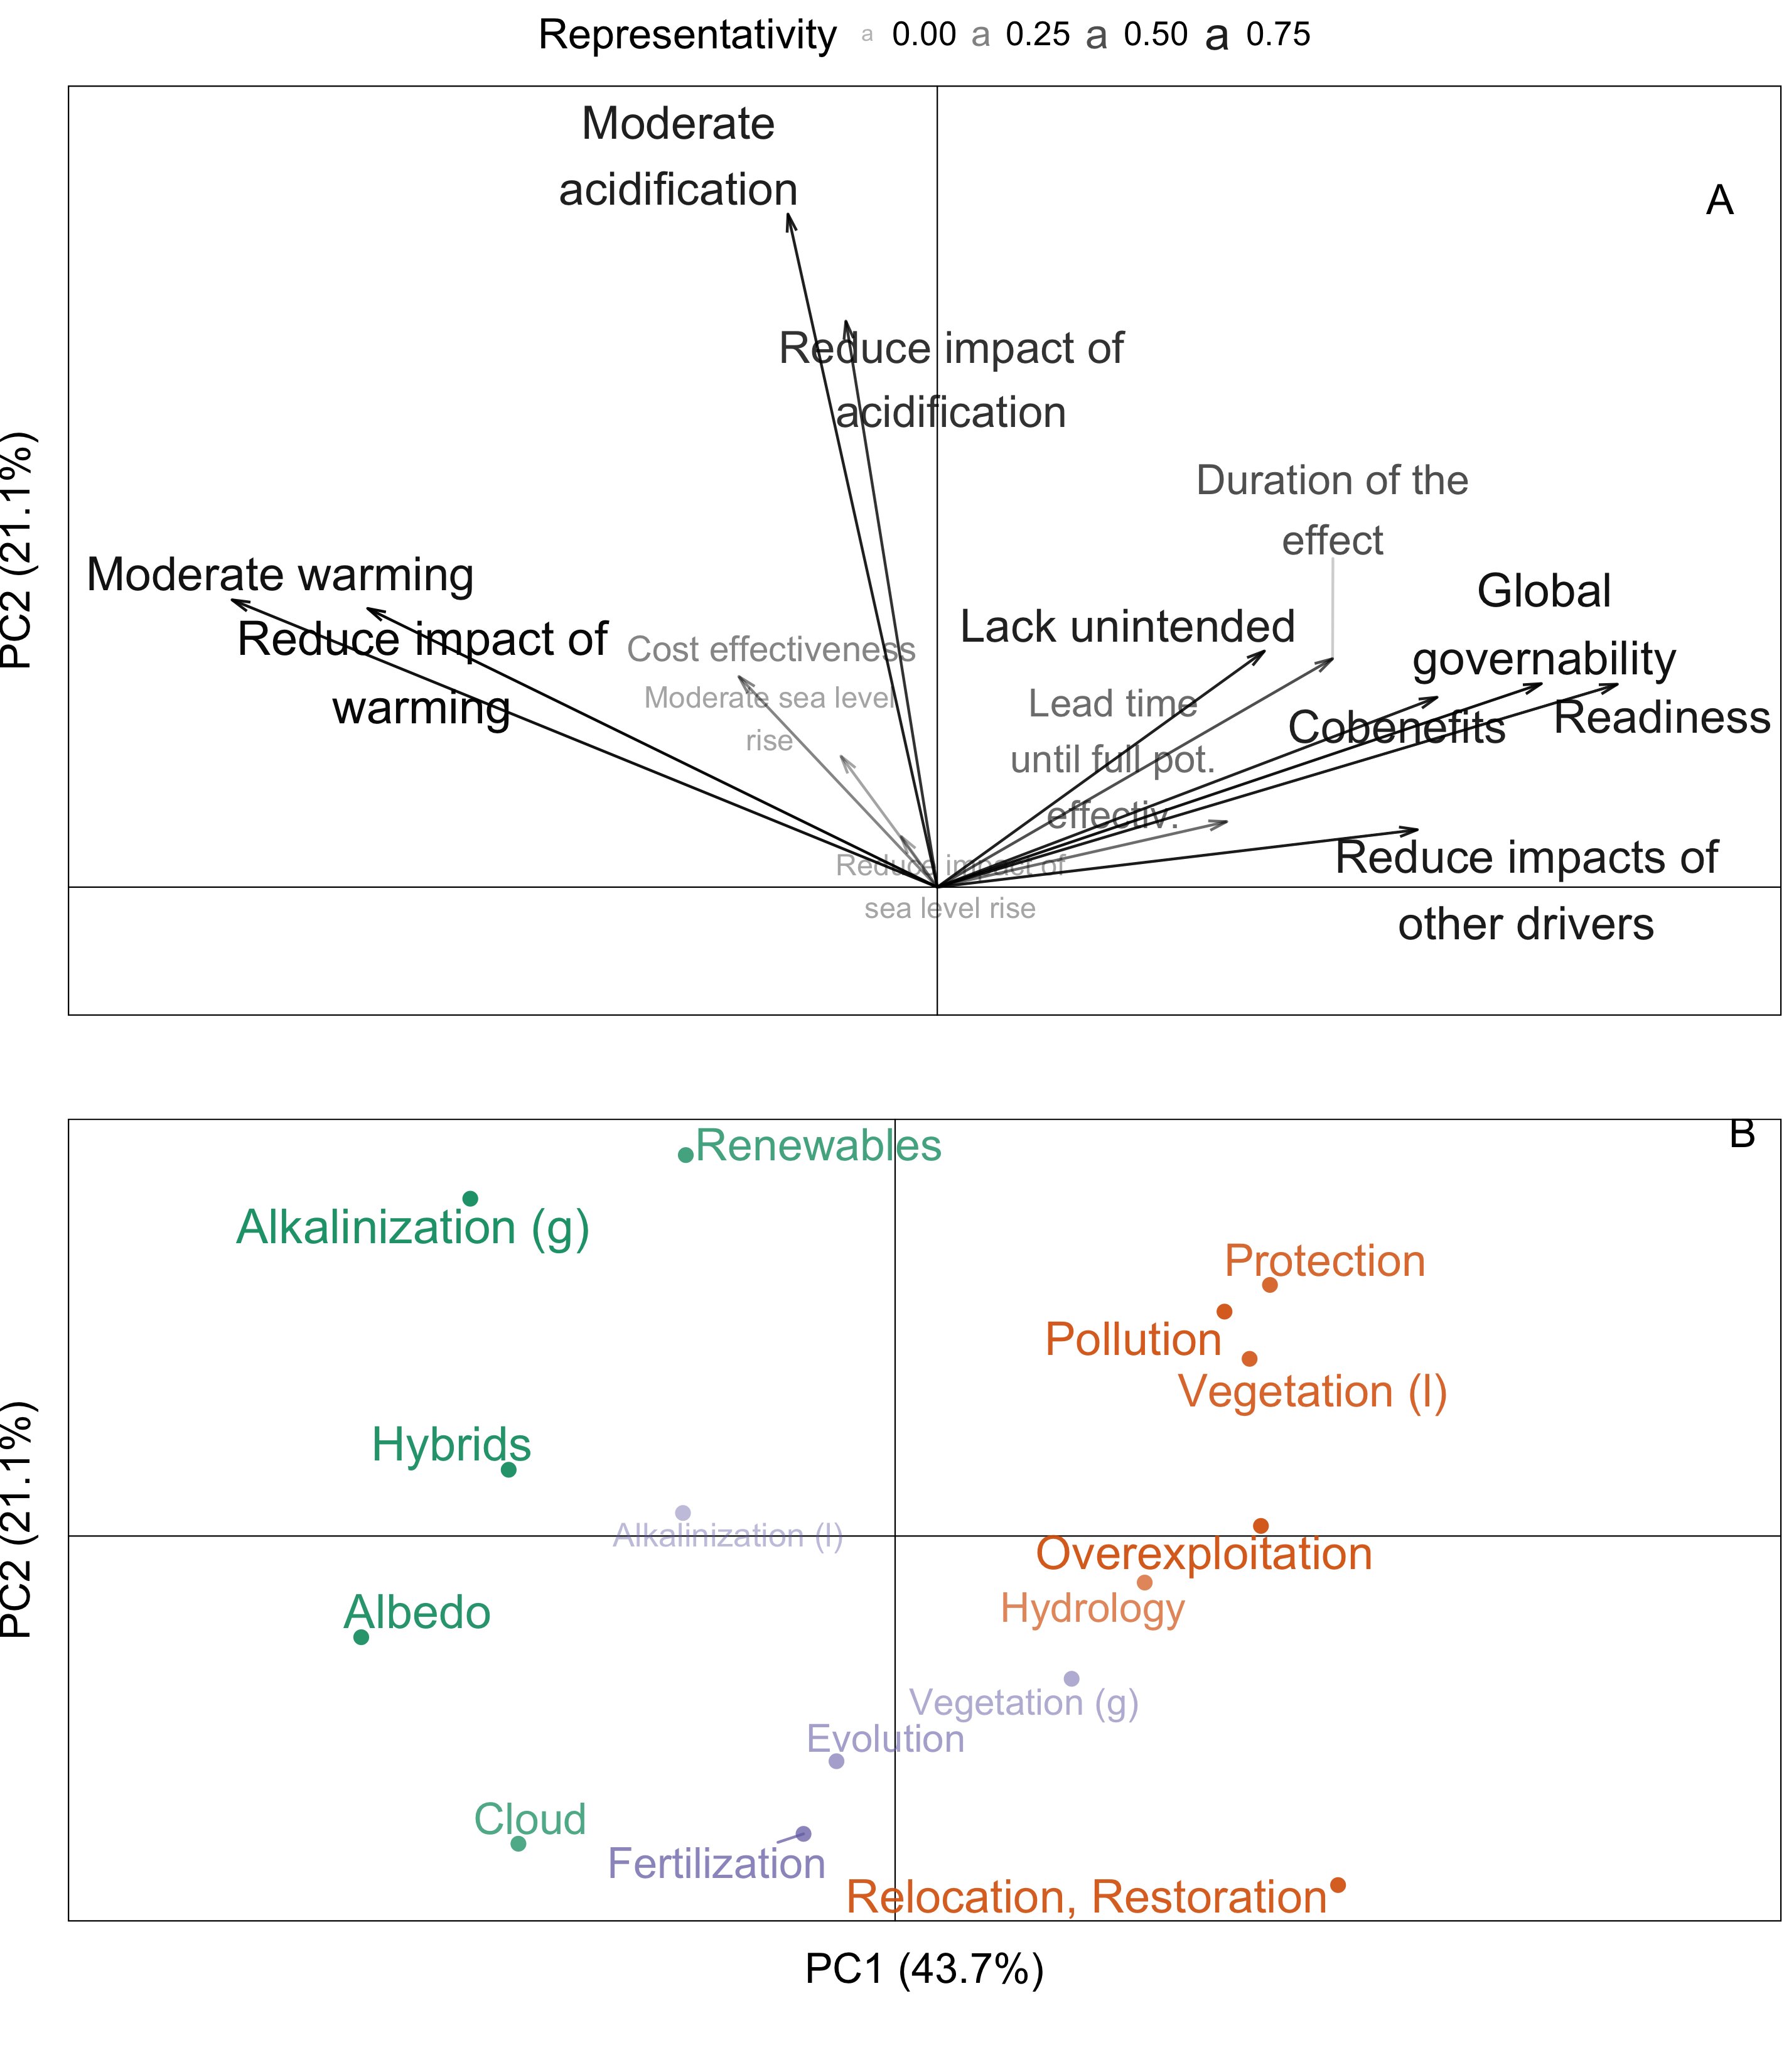 Representativity a 0.00 a 0.25 a 0.50 a 0.75
Moderate
acidification
A
Reduce impact of
acidification
Duration of the
effect
Moderate warming
Global
Lack unintended
Reduce impact of
Cost effectiveness
governability
Moderate sea level
Lead time
Readiness
warming
Cobenefits
rise
until full pot.
effectiv.
Reduce impact of
Reduce impacts of
sea level rise
other drivers
PC2 (21.1%)
B
Renewables
Alkalinization (g)
Protection
Pollution
Vegetation (l)
Hybrids
Alkalinization (l)
Overexploitation
Albedo
Hydrology
Vegetation (g)
Evolution
Cloud
Fertilization
Relocation, Restoration
PC2 (21.1%)
PC1 (43.7%)